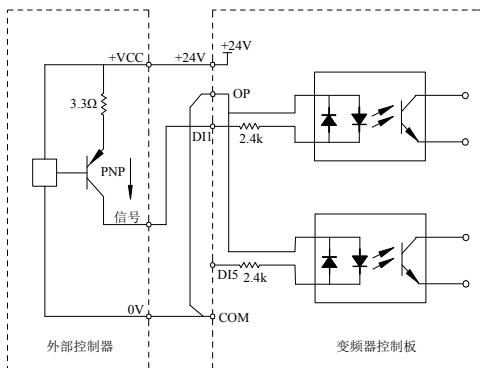 +24V
+VCC
+24V
OP
3.3Ω
DI1
2.4k
PNP
信号
DI5
2.4k
0V
COM
外部控制器
变频器控制板